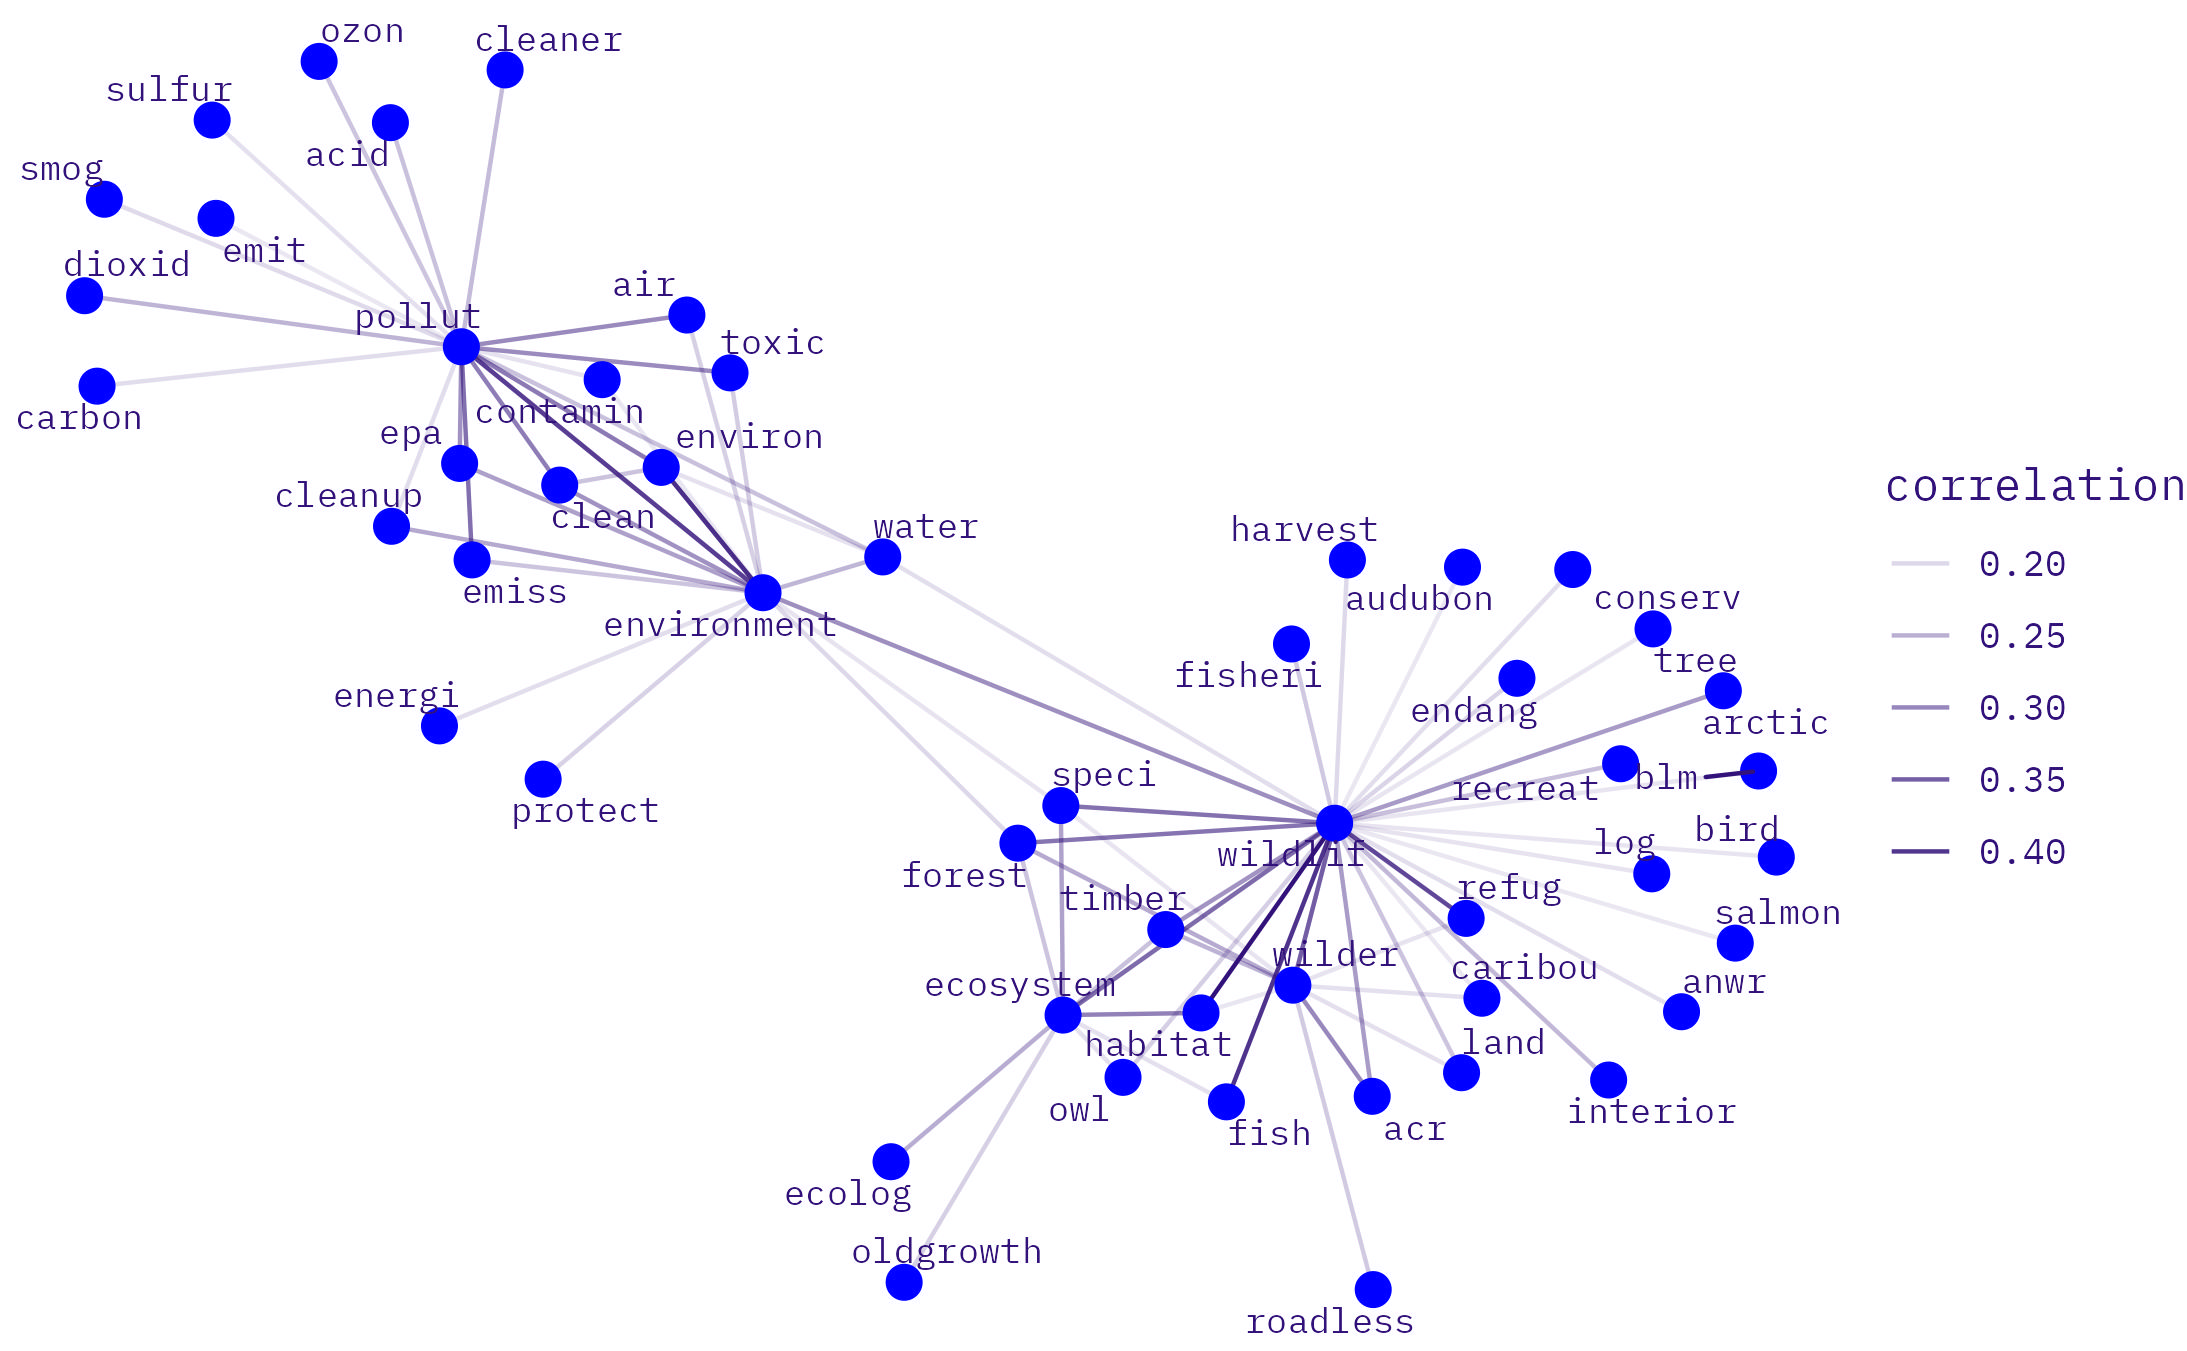 ozon
cleaner
sulfur
acid
smog
emit
dioxid
air
pollut
toxic
contamin
carbon
epa
environ
correlation
cleanup
clean
water
harvest
0.20
emiss
audubon
conserv
environment
0.25
tree
fisheri
energi
endang
0.30
arctic
speci
recreat
blm
0.35
protect
log
bird
wildlif
0.40
forest
refug
timber
salmon
wilder
caribou
ecosystem
anwr
habitat
land
owl
interior
fish
acr
ecolog
oldgrowth
roadless